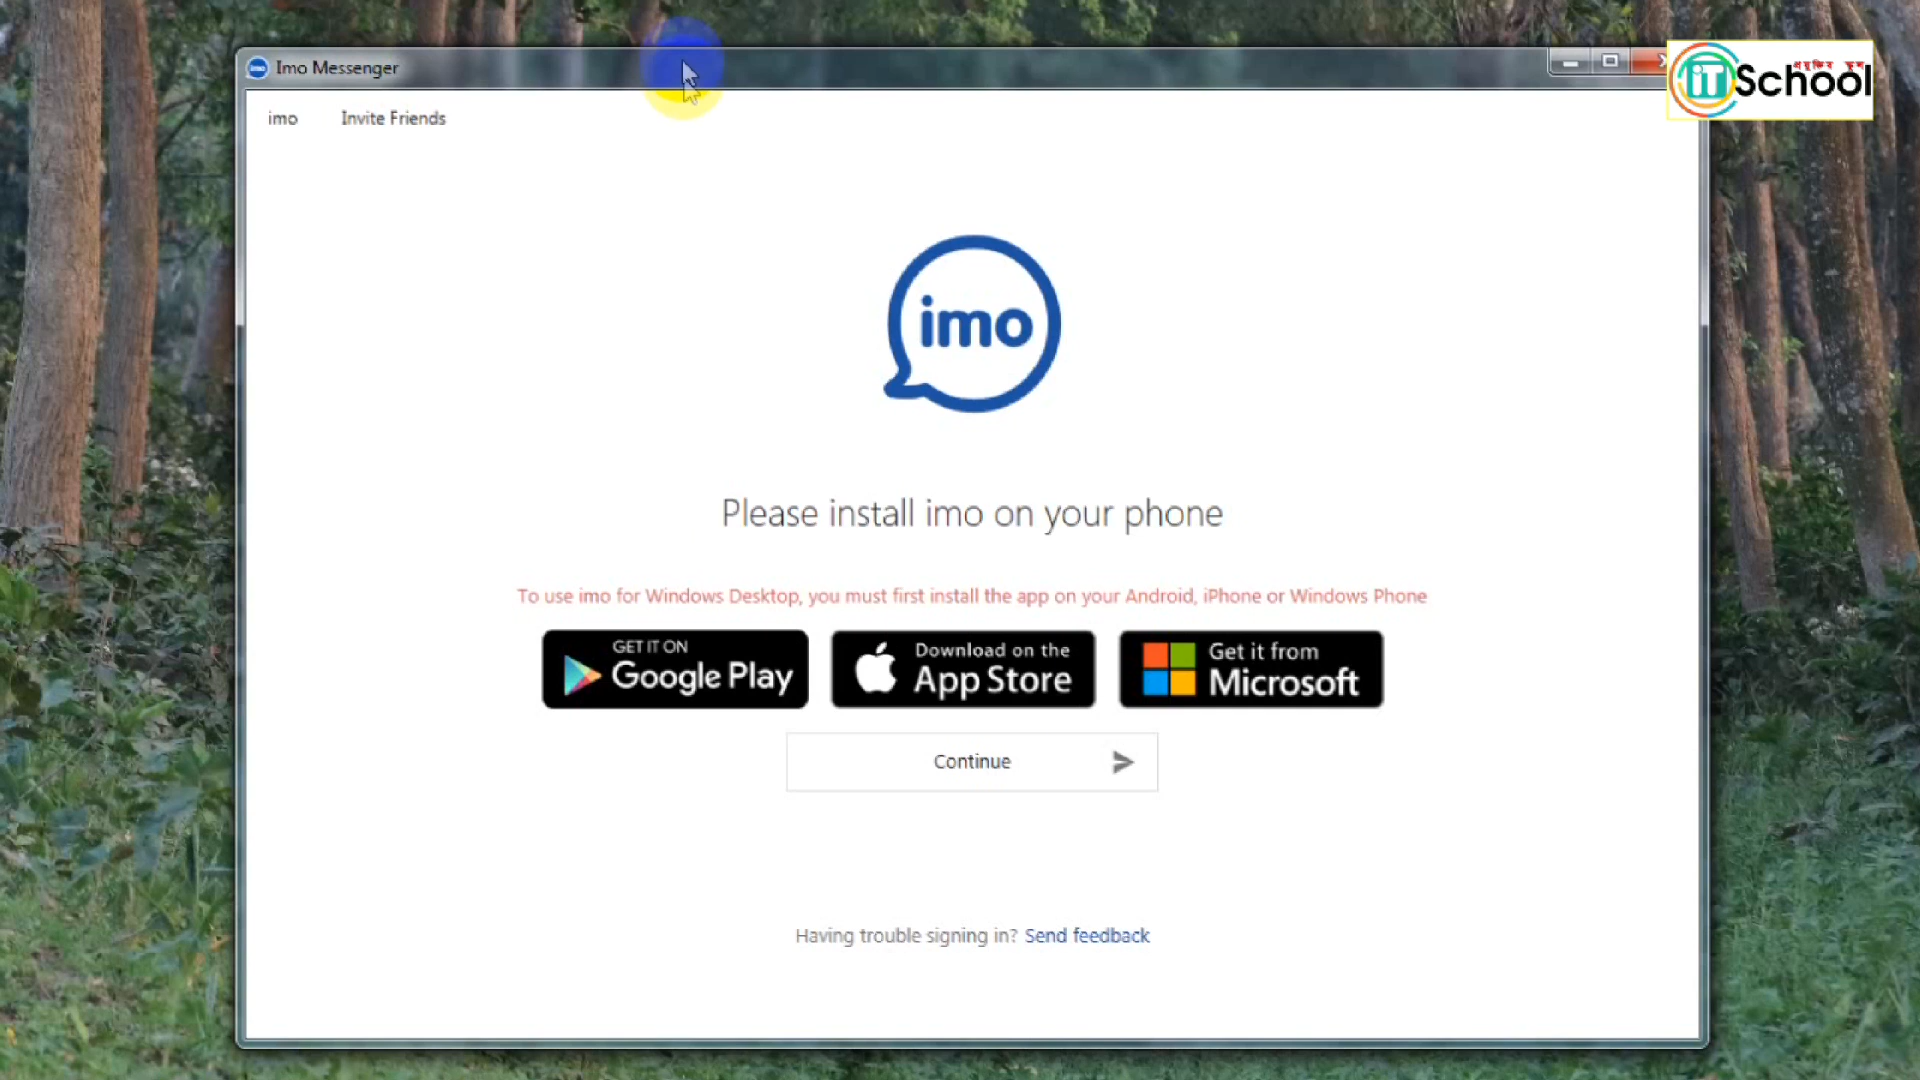 Imo Messenger
প্রযুক্তির স্কুল
iTSchool
imo
Invite Friends
imo
Please install imo on your phone
To use imo for Windows Desktop, you must first install the app on your Android, iPhone or Windows Phone
GET IT ON
Google Play
Download on the
App Store
Get it from
Microsoft
Continue
Having trouble signing in? Send feedback